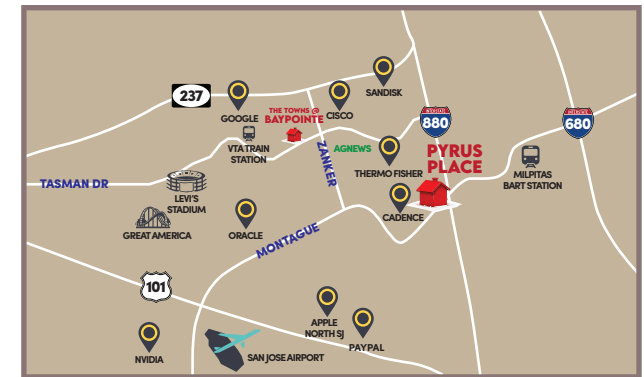 SANDISK
237
GOOGLE
THE TOWNS @
BAYPOINTE
CISCO
880
680
VTA TRAIN
STATION
ZANKER
AGNEWS
THERMO FISHER
PYRUS
PLACE
MILPITAS
BART STATION
TASMAN DR
LEVI'S
STADIUM
CADENCE
GREAT AMERICA
ORACLE
MONTAGUE
101
APPLE
NORTH SJ
PAYPAL
NVIDIA
SAN JOSE AIRPORT